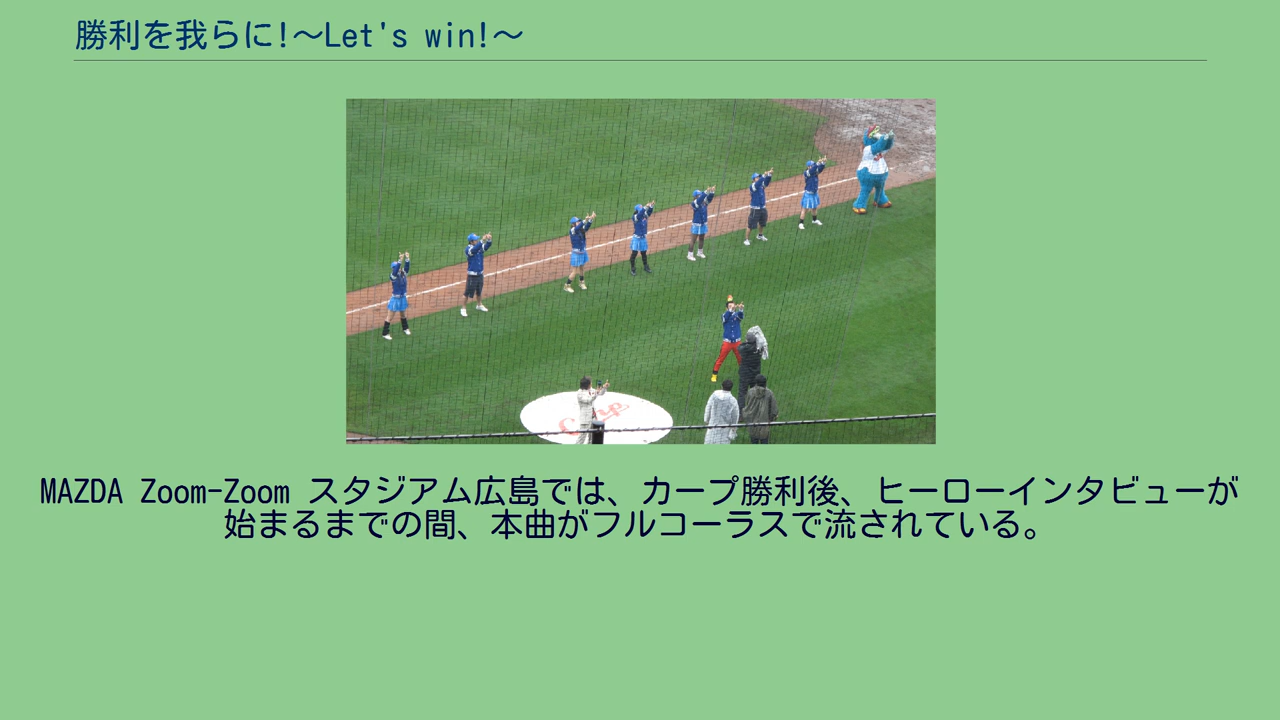 勝利を我らに!〜Let's win!〜
Carp
MAZDA Zoom-Zoom スタジアム広島では、カープ勝利後、ヒーローインタビューが
始まるまでの間、本曲がフルコーラスで流されている。